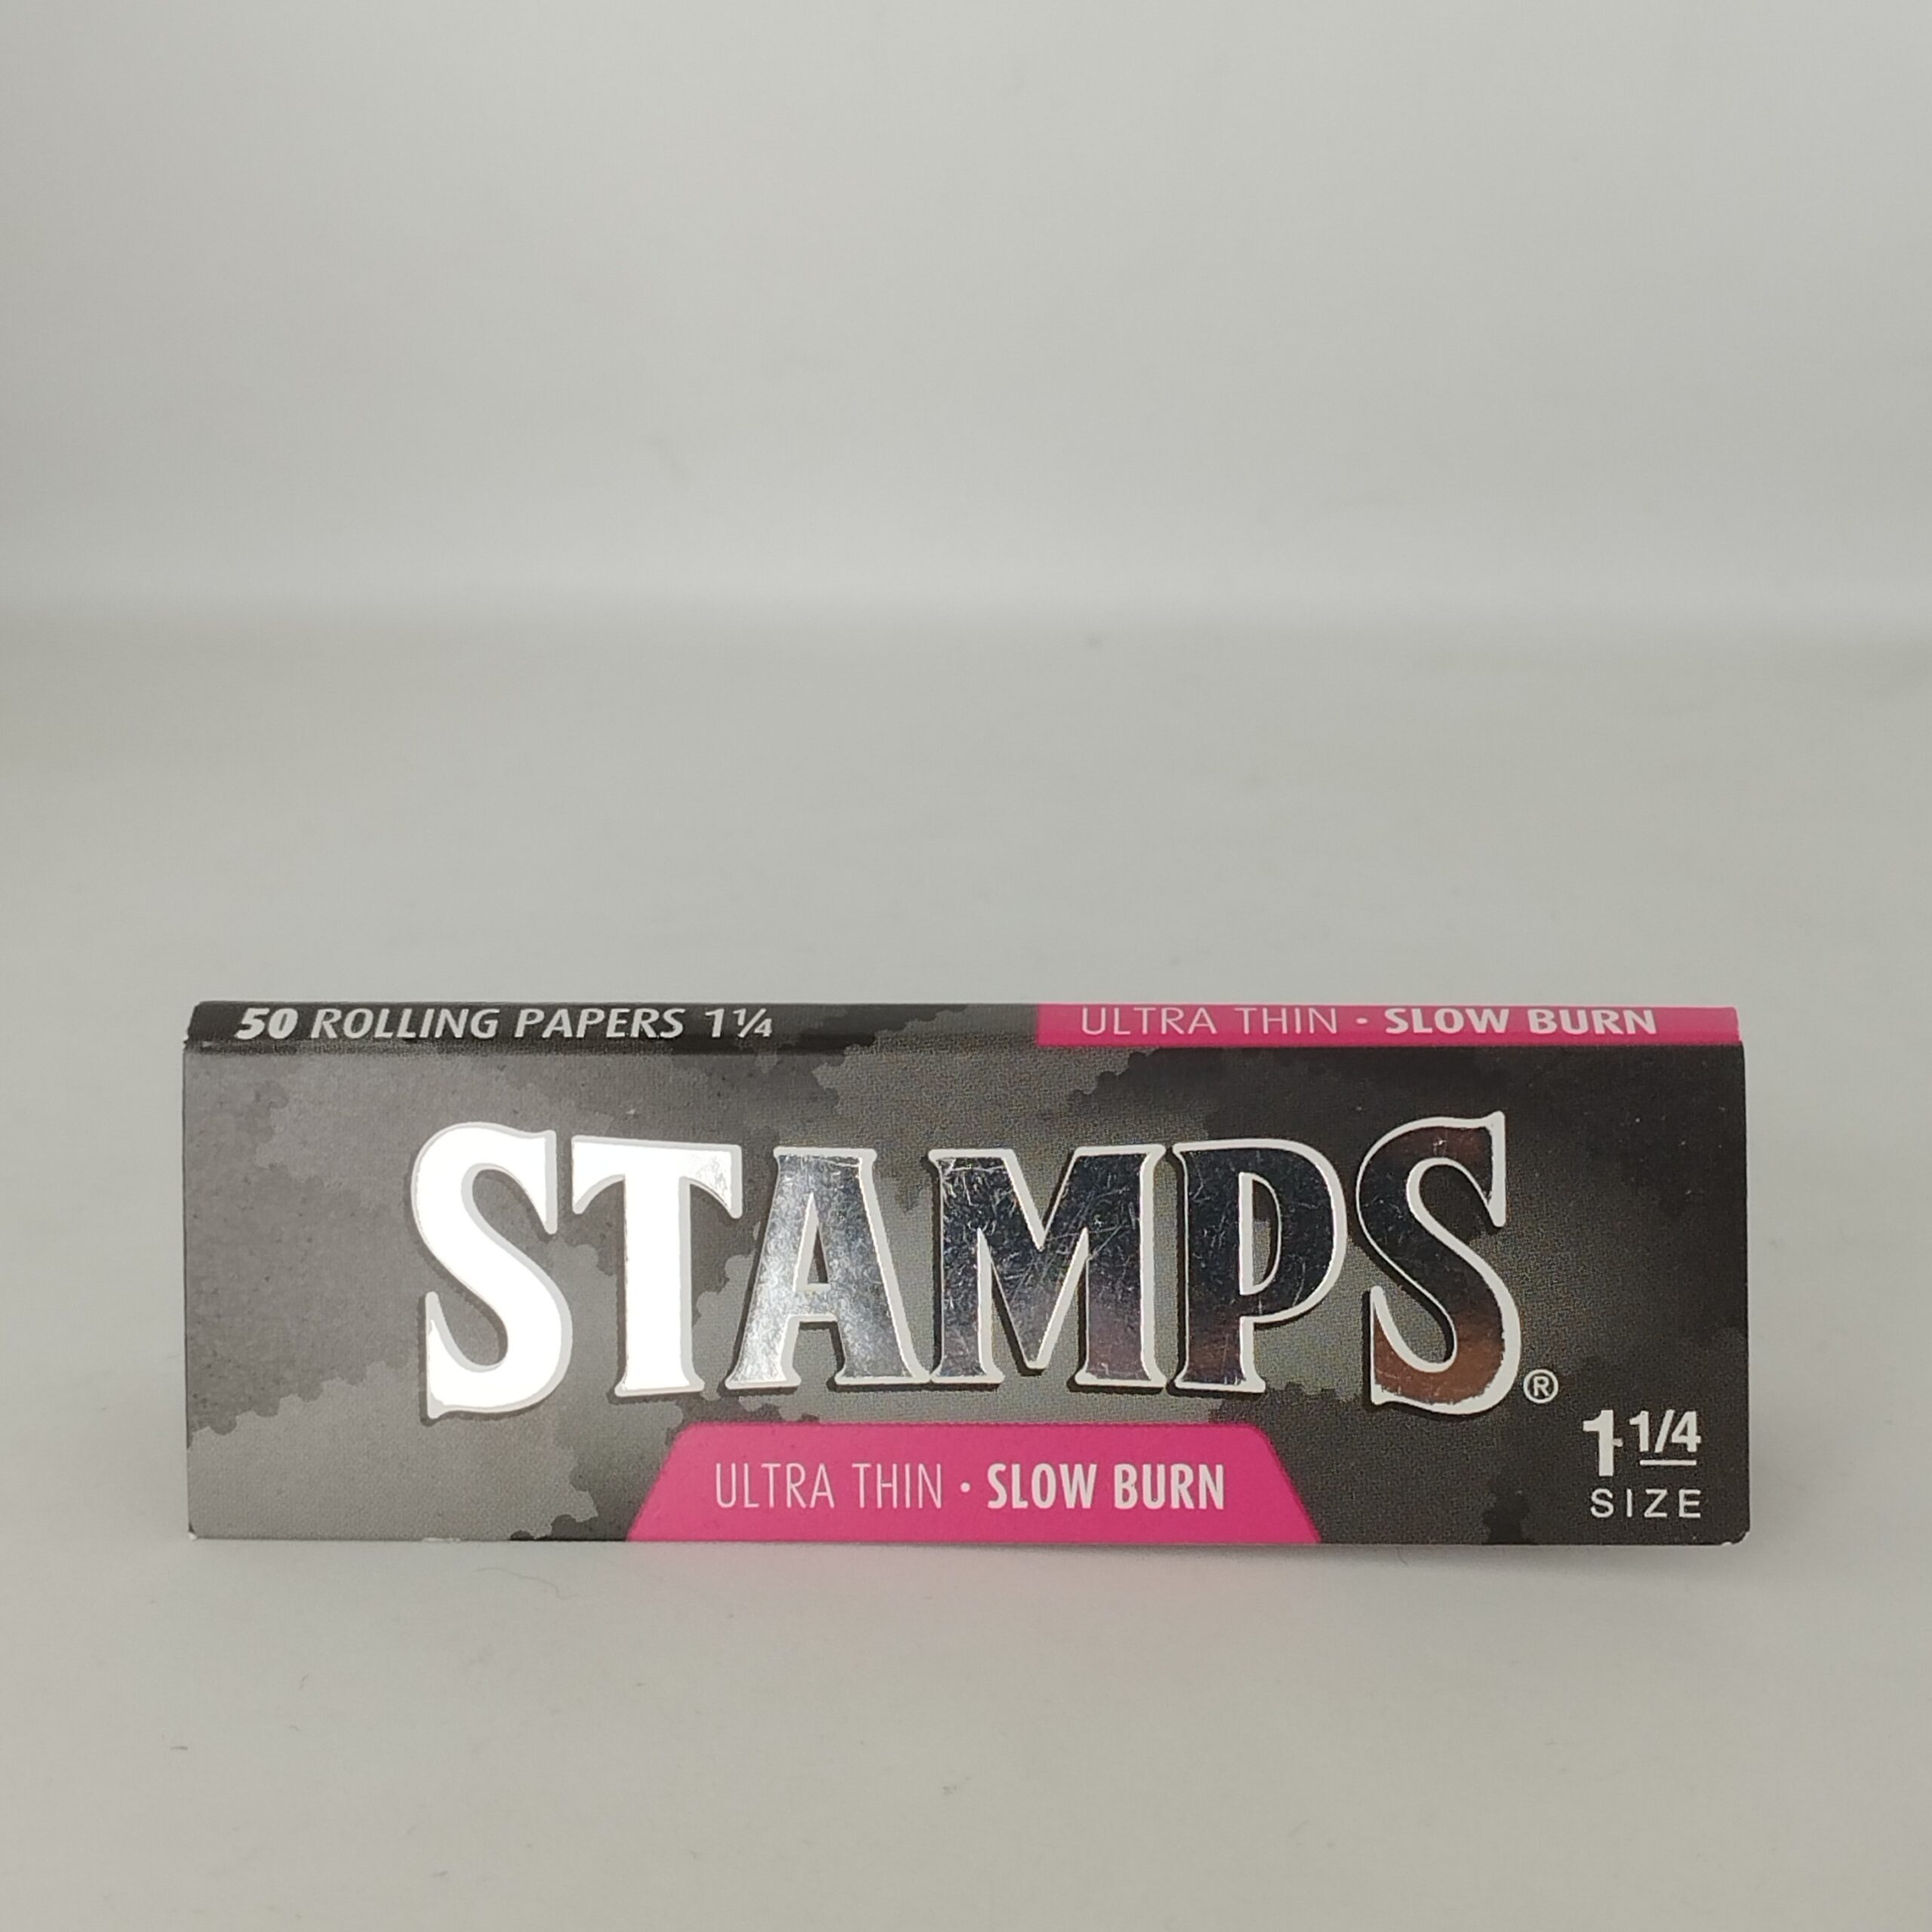 50 ROLLING PAPERS 1¼ ULTRA THIN · SLOW BURN
STAMPS®
1 1/4
SIZE
ULTRA THIN · SLOW BURN